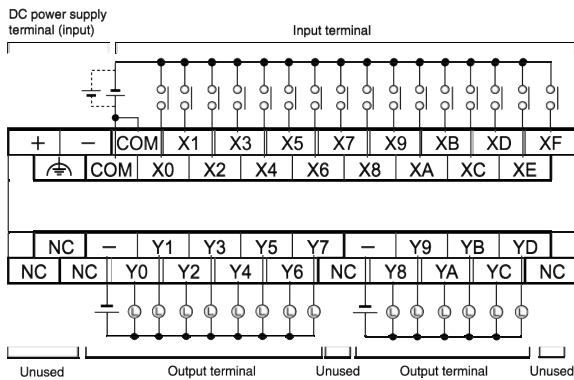 DC power supply
terminal (input)
Input terminal
+ − COM X1 X3 X5 X7 X9 XB XD XF
COM X0 X2 X4 X6 X8 XA XC XE
NC − Y1 Y3 Y5 Y7 − Y9 YB YD
NC NC Y0 Y2 Y4 Y6 NC Y8 YA YC NC
L L L L L L L L L L L L L L
Unused Output terminal Unused Output terminal Unused